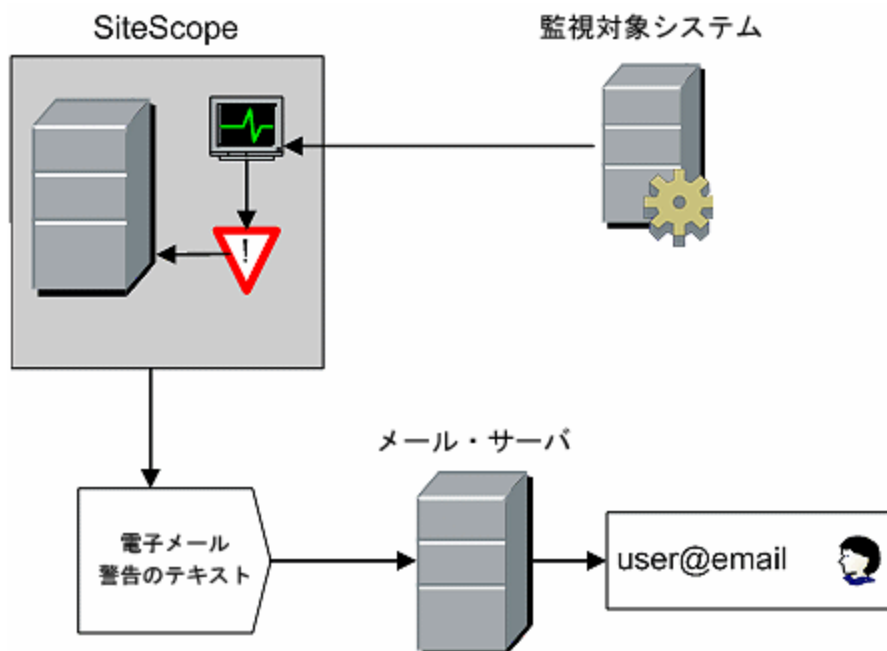 SiteScope
監視対象システム
!
メール・サーバ
電子メール
警告のテキスト
user@email